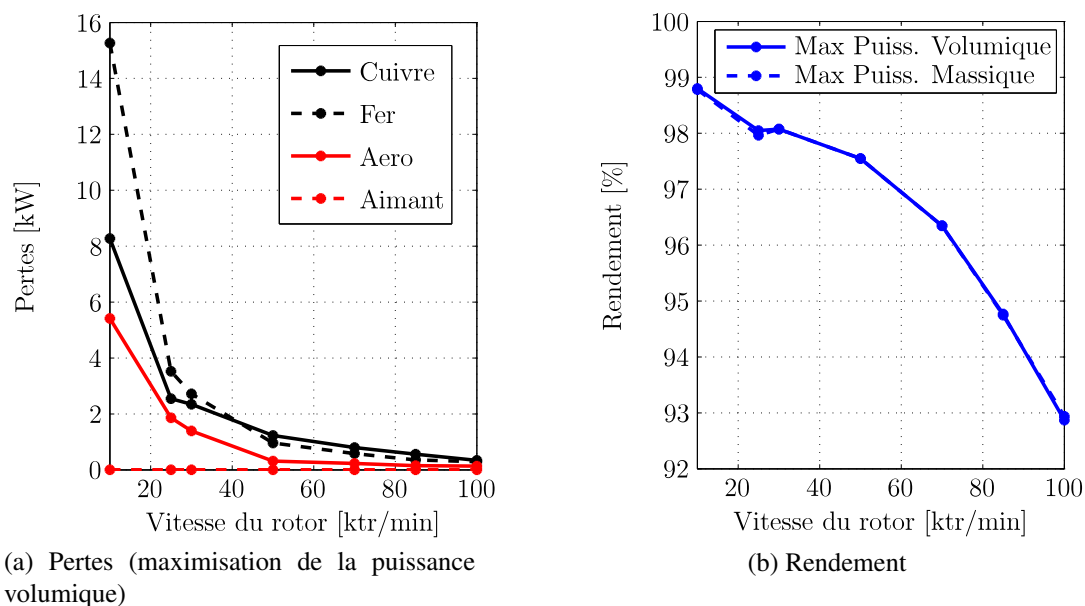 16
14
12
10
8
6
4
2
0
20
40
60
80
100
Pertes [kW]
Vitesse du rotor [ktr/min]
Cuivre
Fer
Aero
Aimant
(a) Pertes (maximisation de la puissance
volumique)
100
99
98
97
96
95
94
93
92
20
40
60
80
100
Rendement [%]
Vitesse du rotor [ktr/min]
Max Puiss. Volumique
Max Puiss. Massique
(b) Rendement